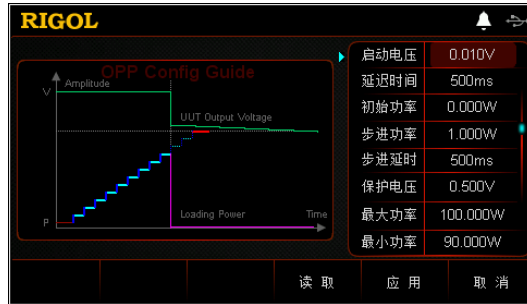 RIGOL
OPP Config Guide
Amplitude
V
UUT Output Voltage
Loading Power
Time
P
启动电压 0.010V
延迟时间 500ms
初始功率 0.000W
步进功率 1.000W
步进延时 500ms
保护电压 0.500V
最大功率 100.000W
最小功率 90.000W
读 取 应 用 取 消